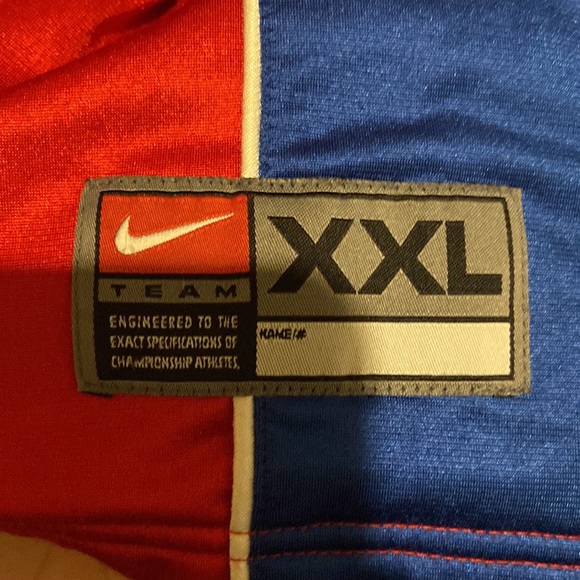 TEAM
ENGINEERED TO THE
EXACT SPECIFICATIONS OF
CHAMPIONSHIP ATHLETES.
XXL
NAME/#